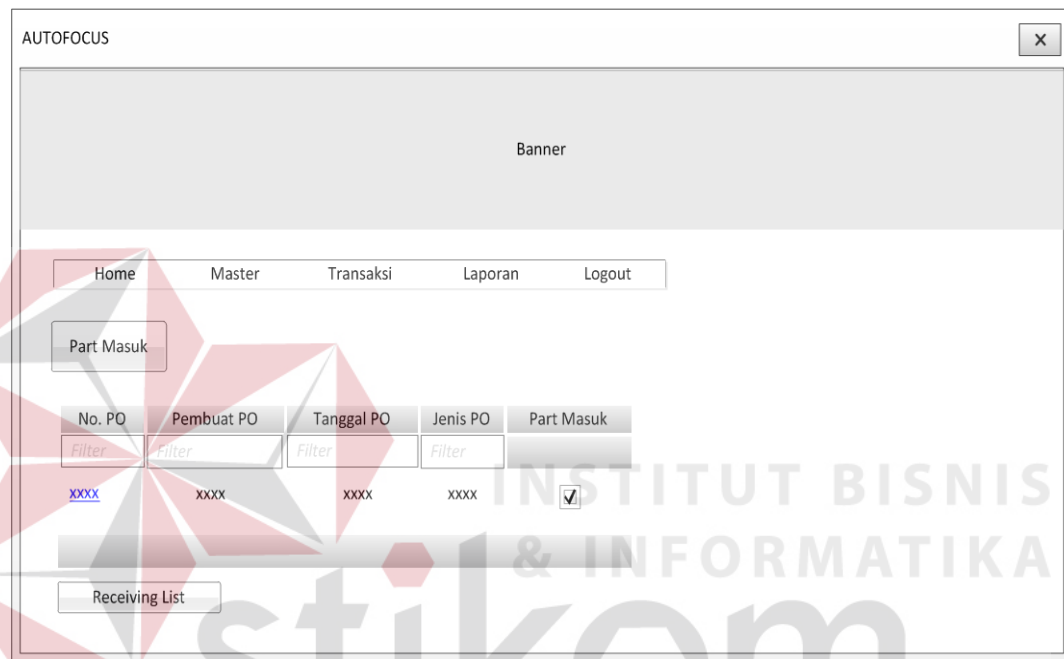 AUTOFOCUS
x
Banner
Home Master Transaksi Laporan Logout
Part Masuk
No. PO Pembuat PO Tanggal PO Jenis PO Part Masuk
Filter Filter Filter Filter
xxxx xxxx xxxx xxxx
INSTITUT BISNIS
& INFORMATIKA
Receiving List
stikom